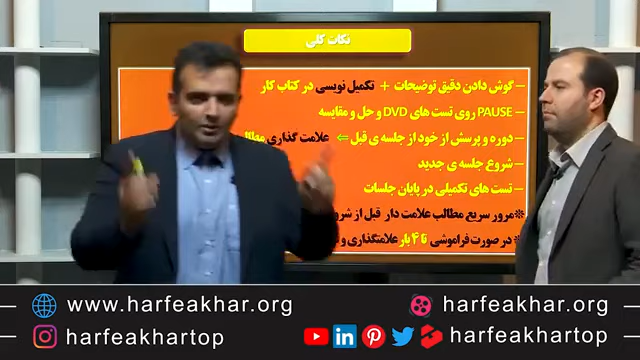 نکات کلی
– گوش دادن دقیق توضیحات + تکمیل نویسی در کتاب کار
– PAUSE روی تست های DVD و حل و مقایسه
– دوره و پرسش از خود از جلسه ی قبل ⇐ علامت گذاری
– شروع جلسه ی جدید
– تست های تکمیلی در پایان جلسات
※مرور سریع مطالب علامت دار قبل از
در صورت فراموشی تا ۴ بار علامتگذاری و
www.harfeakhar.org
harfeakhar.org
harfeakhartop
harfeakhartop